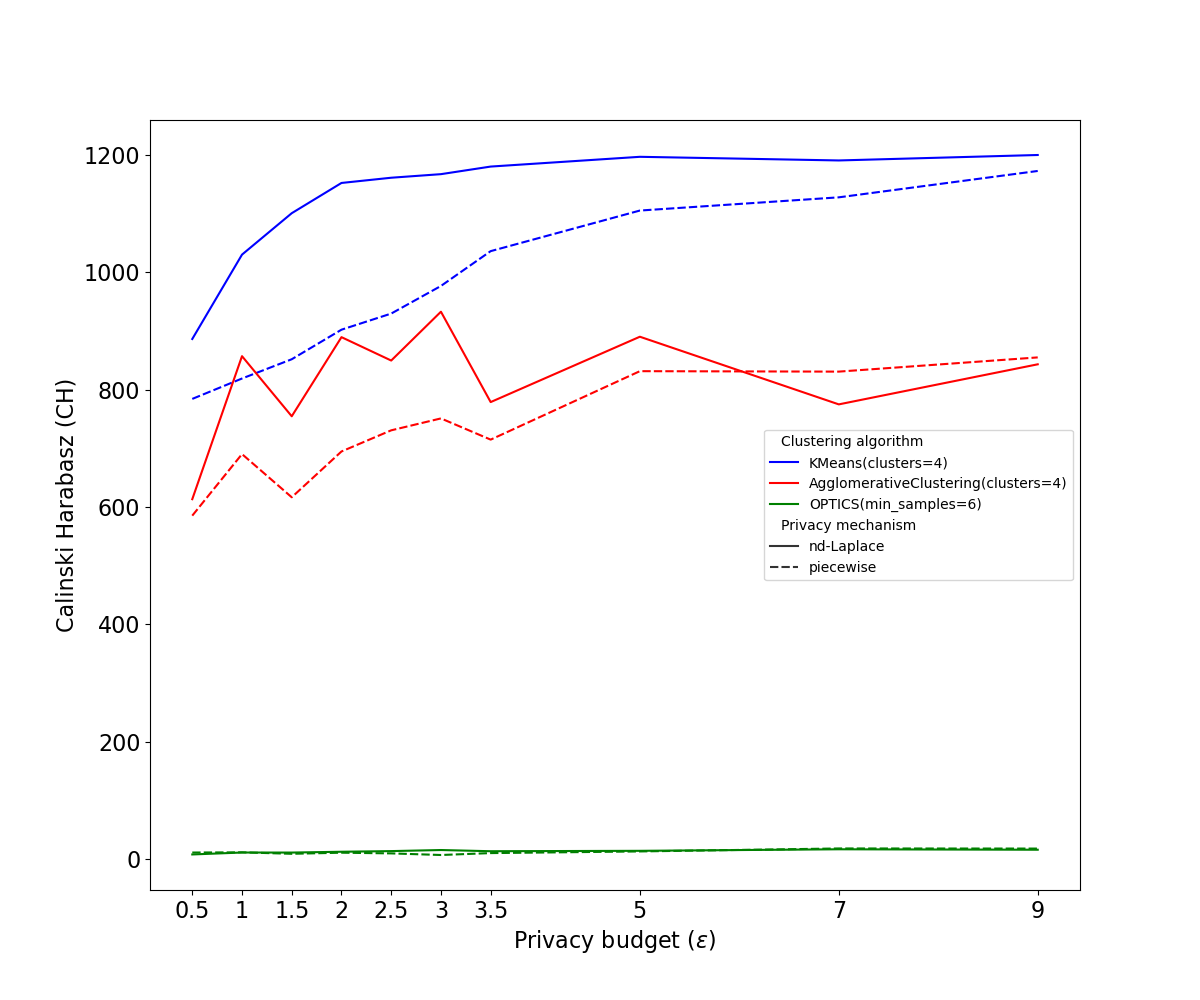 1200
1000
800
600
400
200
0
Calinski Harabasz (CH)
Clustering algorithm
KMeans(clusters=4)
AgglomerativeClustering(clusters=4)
OPTICS(min_samples=6)
Privacy mechanism
nd-Laplace
piecewise
0.5 1 1.5 2 2.5 3 3.5 5 7 9
Privacy budget (ε)